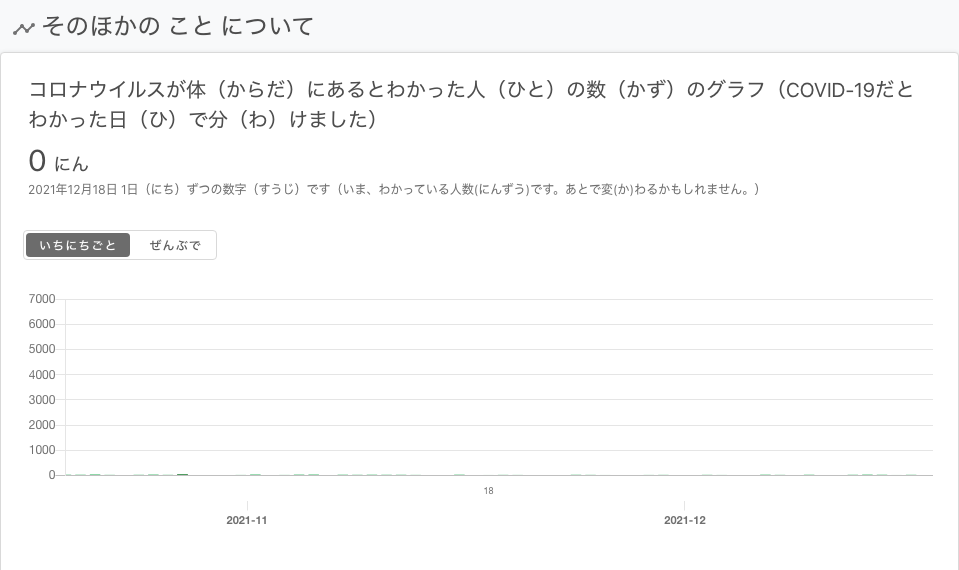 そのほかの こと について
コロナウイルスが体（からだ）にあるとわかった人（ひと）の数（かず）のグラフ（COVID-19だと
わかった日（ひ）で分（わ）けました）
0 にん
2021年12月18日 1日（にち）ずつの数字（すうじ）です（いま、わかっている人数(にんずう)です。あとで変(か)わるかもしれません。）
いちにちごと ぜんぶで
7000
6000
5000
4000
3000
2000
1000
0
18
2021-11 2021-12